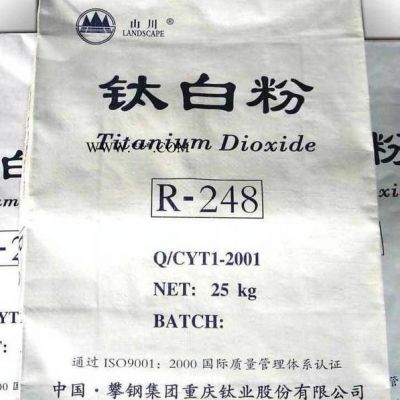 山川®
LANDSCAPE
钛白粉
Titanium Dioxide
R-248
Q/CYT1-2001
NET: 25 kg
BATCH:
通过 ISO9001: 2000 国际质量管理体系认证
中国·攀钢集团重庆钛业股份有限公司